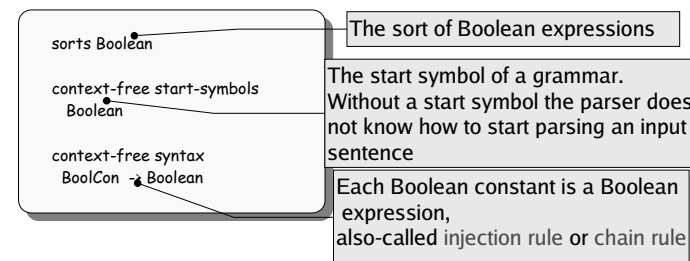 sorts Boolean
The sort of Boolean expressions
context-free start-symbols
Boolean
The start symbol of a grammar.
Without a start symbol the parser does
not know how to start parsing an input
sentence
context-free syntax
BoolCon -> Boolean
Each Boolean constant is a Boolean
expression,
also-called injection rule or chain rule